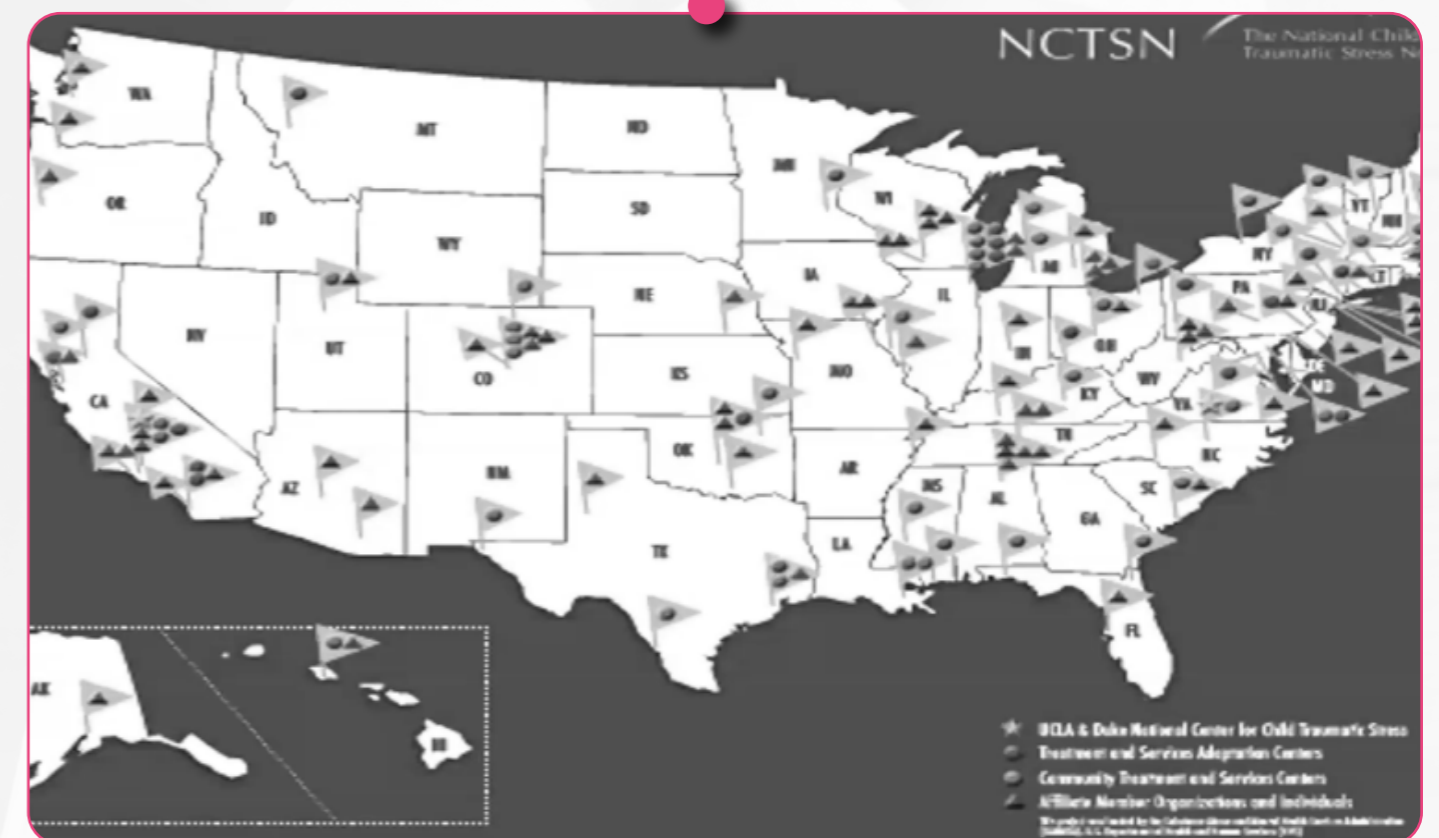 NCTSN
The National Child
Traumatic Stress Ne
WA
MT
ND
MN
OR
ID
SD
WI
WY
MI
NY
VT
NH
IA
NE
IL
PA
CT
NJ
NV
UT
CO
KS
MO
IN
OH
WV
DE
MD
CA
KY
VA
OK
TN
NC
AZ
NM
AR
MS
AL
SC
GA
TX
LA
FL
AK
HI
UCLA & Duke National Center for Child Traumatic Stress
Treatment and Services Adaptation Centers
Community Treatment and Services Centers
Affiliate Member Organizations and Individuals